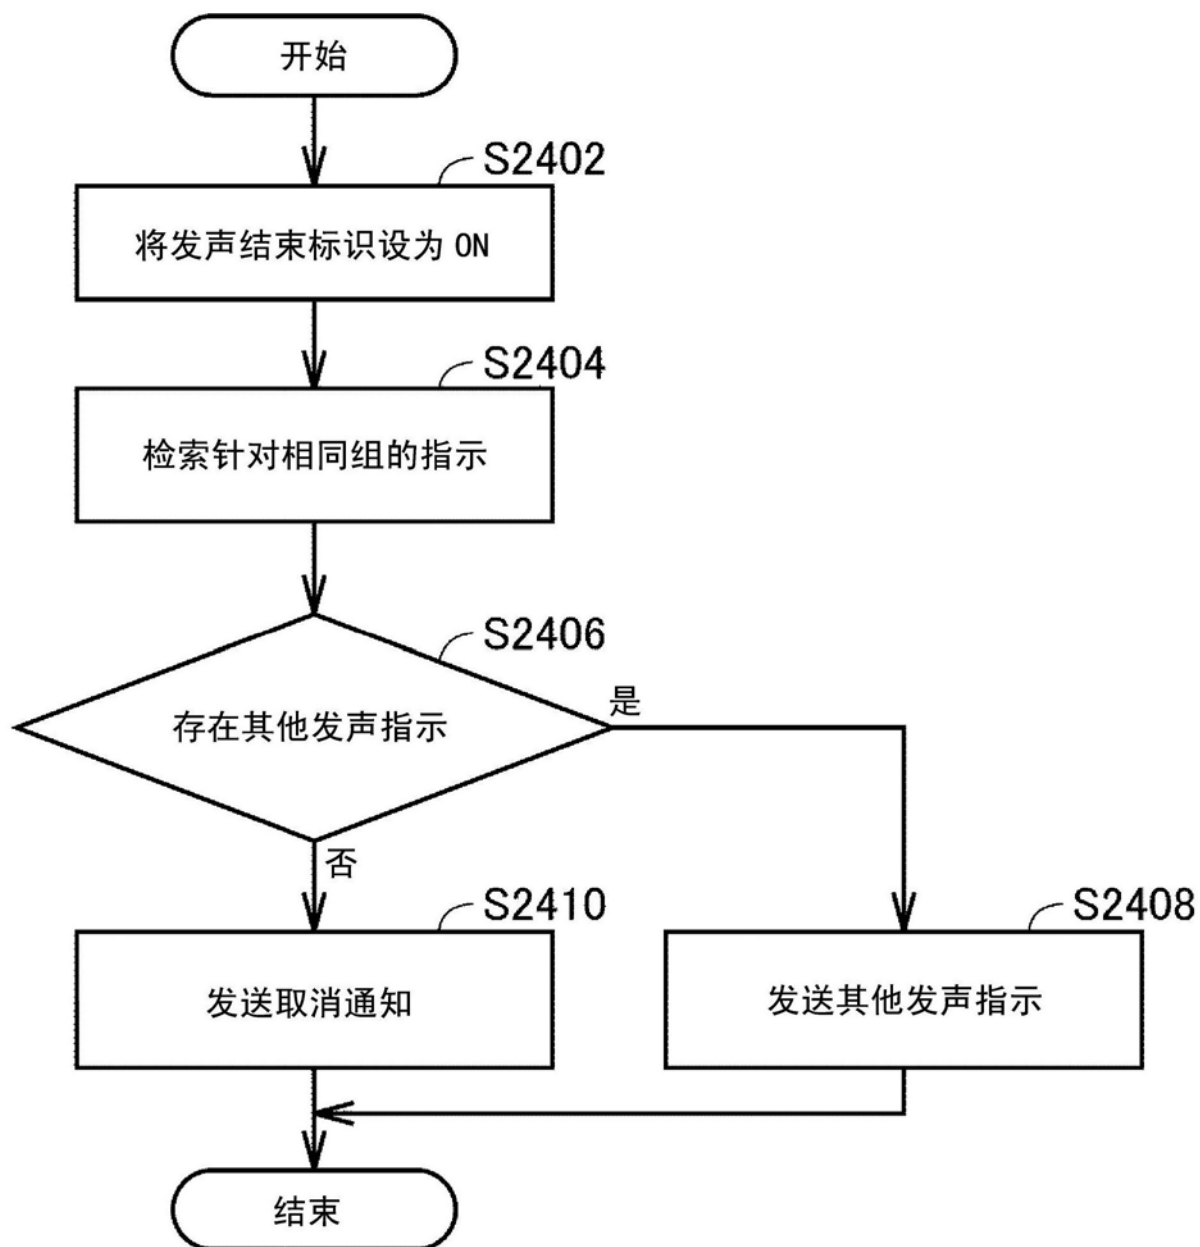 开始
S2402
将发声结束标识设为 ON
S2404
检索针对相同组的指示
S2406
存在其他发声指示
是
否
S2410
发送取消通知
S2408
发送其他发声指示
结束